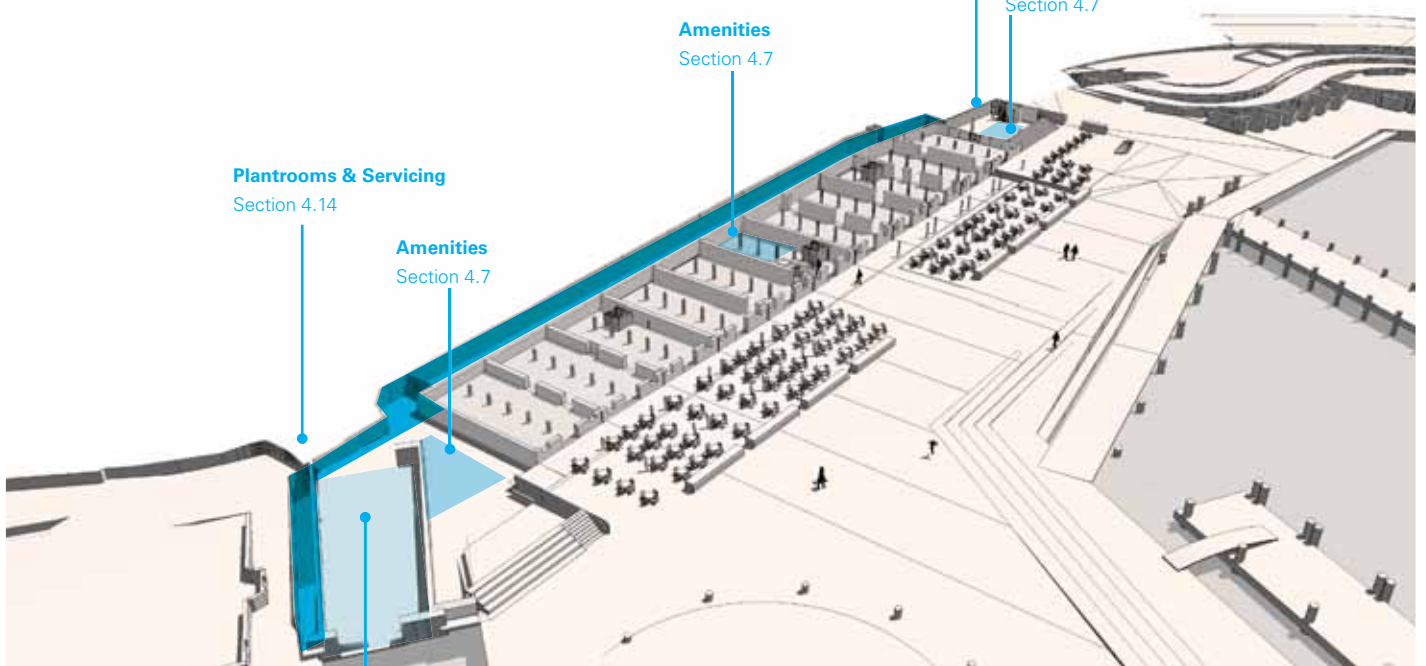 Section 4.7
Amenities
Section 4.7
Plantrooms & Servicing
Section 4.14
Amenities
Section 4.7